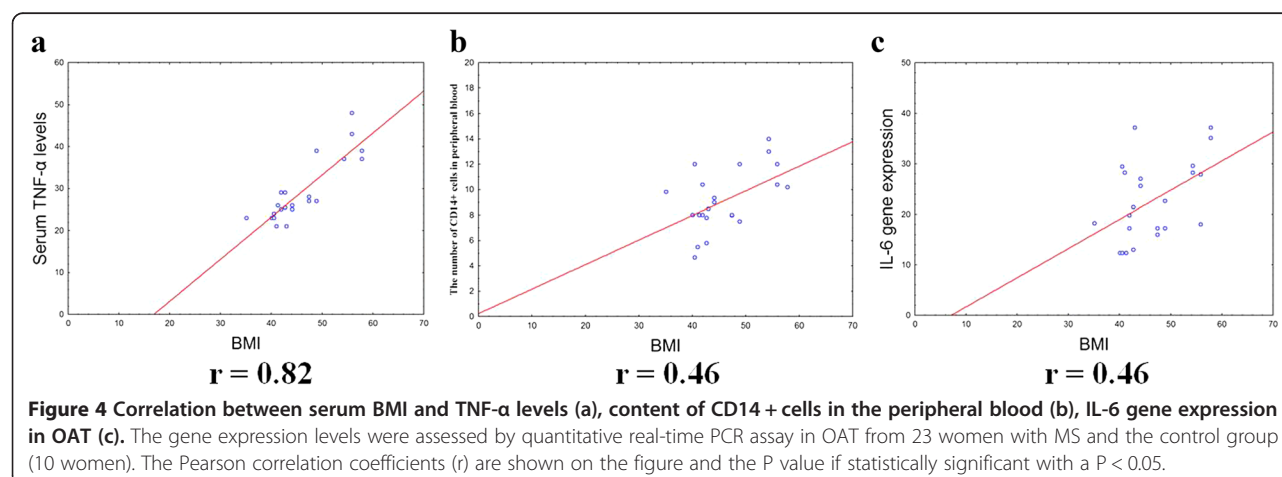 a
b
c
60
50
40
30
20
10
0
Serum TNF-α levels
0 10 20 30 40 50 60 70
BMI
r = 0.82
20
18
16
14
12
10
8
6
4
2
0
The number of CD14+ cells in peripheral blood
0 10 20 30 40 50 60 70
BMI
r = 0.46
50
40
30
20
10
0
IL-6 gene expression
0 10 20 30 40 50 60 70
BMI
r = 0.46
Figure 4 Correlation between serum BMI and TNF-α levels (a), content of CD14 + cells in the peripheral blood (b), IL-6 gene expression
in OAT (c). The gene expression levels were assessed by quantitative real-time PCR assay in OAT from 23 women with MS and the control group
(10 women). The Pearson correlation coefficients (r) are shown on the figure and the P value if statistically significant with a P < 0.05.